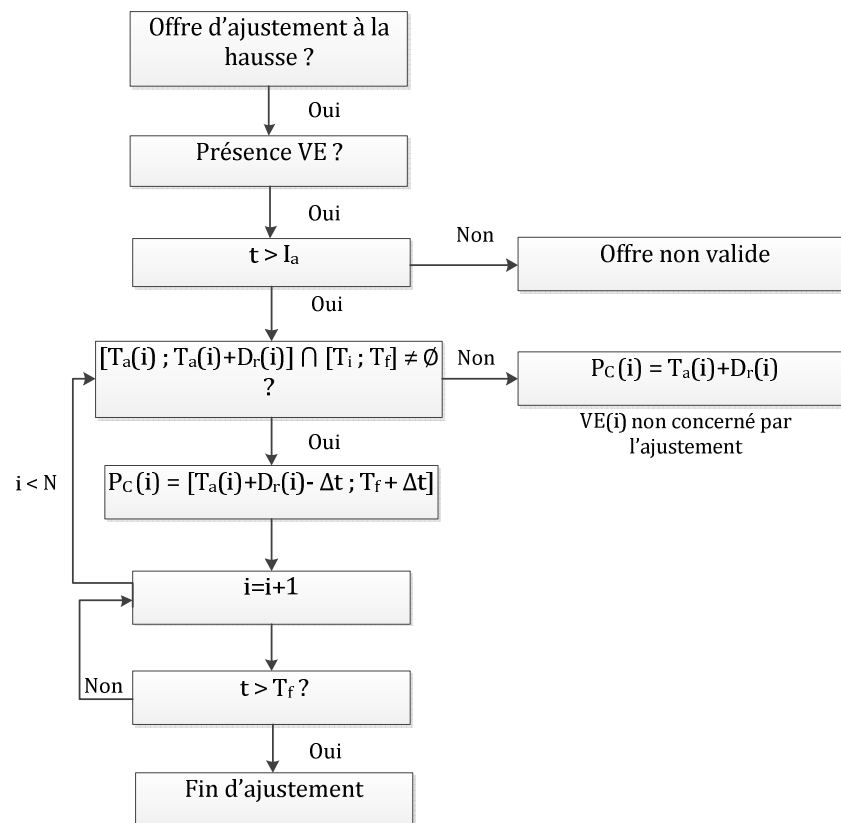 Offre d’ajustement à la
hausse ?
Oui
Présence VE ?
Oui
t > Iₐ
Non
Offre non valide
Oui
[Tₐ(i) ; Tₐ(i)+Dᵣ(i)] ⋂ [Tᵢ ; T_f] ≠ Ø
?
Non
P_C (i) = Tₐ(i)+Dᵣ(i)
VE(i) non concerné par
l’ajustement
Oui
i < N
P_C (i) = [Tₐ(i)+Dᵣ(i)- Δt ; T_f + Δt]
i=i+1
t > T_f ?
Non
Oui
Fin d’ajustement